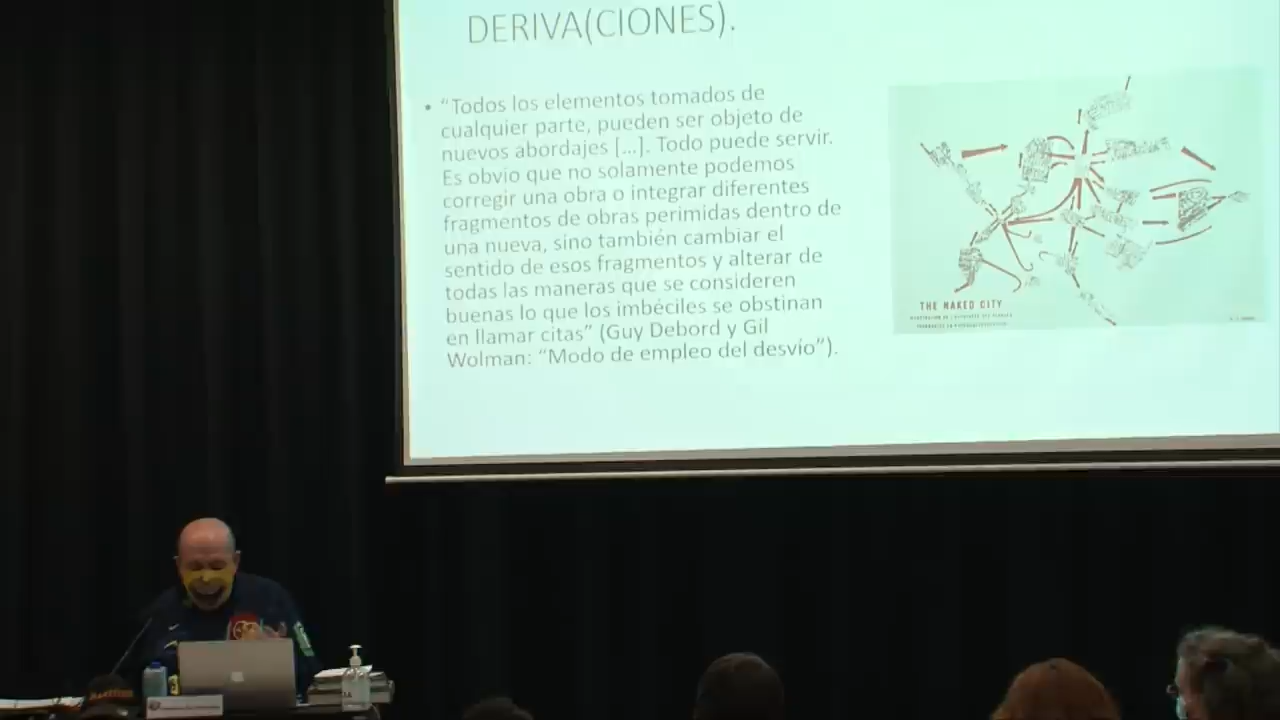 DERIVA(CIONES).
• “Todos los elementos tomados de
cualquier parte, pueden ser objeto de
nuevos abordajes [...]. Todo puede servir.
Es obvio que no solamente podemos
corregir una obra o integrar diferentes
fragmentos de obras perimidas dentro de
una nueva, sino también cambiar el
sentido de esos fragmentos y alterar de
todas las maneras que se consideren
buenas lo que los imbéciles se obstinan
en llamar citas” (Guy Debord y Gil
Wolman: “Modo de empleo del desvío”).
THE NAKED CITY